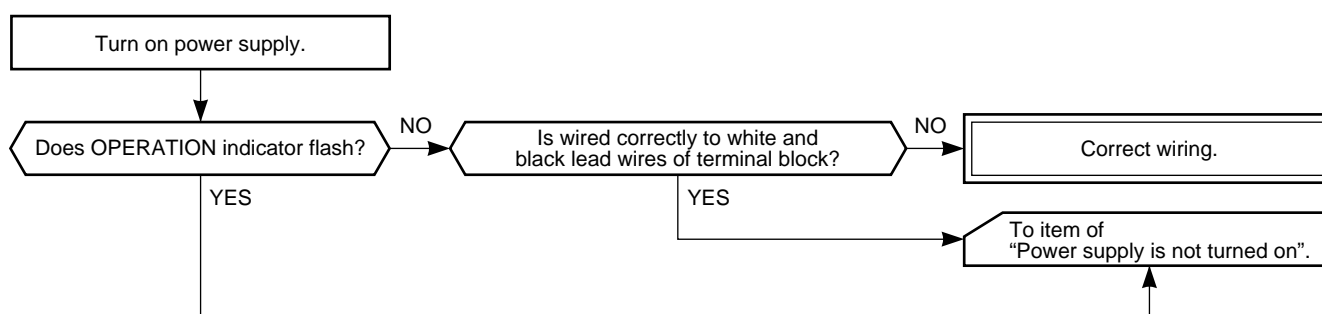 Turn on power supply.
Does OPERATION indicator flash?
NO
Is wired correctly to white and
black lead wires of terminal block?
NO
Correct wiring.
YES
YES
To item of
“Power supply is not turned on”.